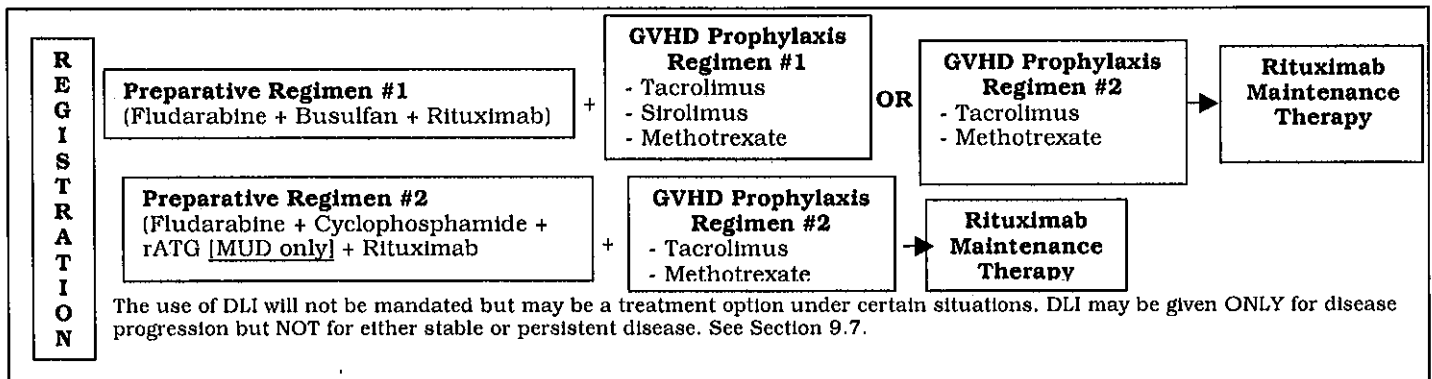 REGISTRATION
Preparative Regimen #1
(Fludarabine + Busulfan + Rituximab)
+
GVHD Prophylaxis
Regimen #1
- Tacrolimus
- Sirolimus
- Methotrexate
OR
GVHD Prophylaxis
Regimen #2
- Tacrolimus
- Methotrexate
Rituximab
Maintenance
Therapy
Preparative Regimen #2
(Fludarabine + Cyclophosphamide +
rATG [MUD only] + Rituximab
+
GVHD Prophylaxis
Regimen #2
- Tacrolimus
- Methotrexate
Rituximab
Maintenance
Therapy
The use of DLI will not be mandated but may be a treatment option under certain situations. DLI may be given ONLY for disease
progression but NOT for either stable or persistent disease. See Section 9.7.